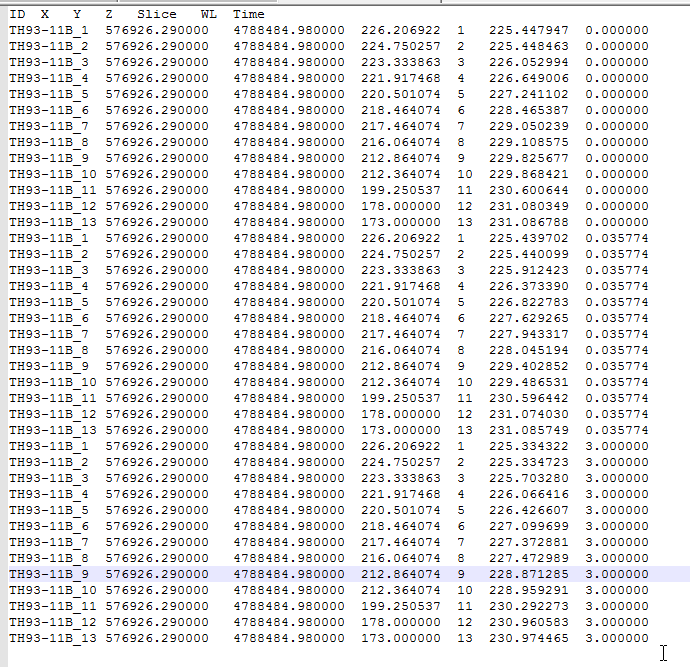 ID X Y Z Slice WL Time
TH93-11B_1 576926.290000 4788484.980000 226.206922 1 225.447947 0.000000
TH93-11B_2 576926.290000 4788484.980000 224.750257 2 225.448463 0.000000
TH93-11B_3 576926.290000 4788484.980000 223.333863 3 226.052994 0.000000
TH93-11B_4 576926.290000 4788484.980000 221.917468 4 226.649006 0.000000
TH93-11B_5 576926.290000 4788484.980000 220.501074 5 227.241102 0.000000
TH93-11B_6 576926.290000 4788484.980000 218.464074 6 228.465387 0.000000
TH93-11B_7 576926.290000 4788484.980000 217.464074 7 229.050239 0.000000
TH93-11B_8 576926.290000 4788484.980000 216.064074 8 229.108575 0.000000
TH93-11B_9 576926.290000 4788484.980000 212.864074 9 229.825677 0.000000
TH93-11B_10 576926.290000 4788484.980000 212.364074 10 229.868421 0.000000
TH93-11B_11 576926.290000 4788484.980000 199.250537 11 230.600644 0.000000
TH93-11B_12 576926.290000 4788484.980000 178.000000 12 231.080349 0.000000
TH93-11B_13 576926.290000 4788484.980000 173.000000 13 231.086788 0.000000
TH93-11B_1 576926.290000 4788484.980000 226.206922 1 225.439702 0.035774
TH93-11B_2 576926.290000 4788484.980000 224.750257 2 225.440099 0.035774
TH93-11B_3 576926.290000 4788484.980000 223.333863 3 225.912423 0.035774
TH93-11B_4 576926.290000 4788484.980000 221.917468 4 226.373390 0.035774
TH93-11B_5 576926.290000 4788484.980000 220.501074 5 226.822783 0.035774
TH93-11B_6 576926.290000 4788484.980000 218.464074 6 227.629265 0.035774
TH93-11B_7 576926.290000 4788484.980000 217.464074 7 227.943317 0.035774
TH93-11B_8 576926.290000 4788484.980000 216.064074 8 228.045194 0.035774
TH93-11B_9 576926.290000 4788484.980000 212.864074 9 229.402852 0.035774
TH93-11B_10 576926.290000 4788484.980000 212.364074 10 229.486531 0.035774
TH93-11B_11 576926.290000 4788484.980000 199.250537 11 230.596442 0.035774
TH93-11B_12 576926.290000 4788484.980000 178.000000 12 231.074030 0.035774
TH93-11B_13 576926.290000 4788484.980000 173.000000 13 231.085749 0.035774
TH93-11B_1 576926.290000 4788484.980000 226.206922 1 225.334322 3.000000
TH93-11B_2 576926.290000 4788484.980000 224.750257 2 225.334723 3.000000
TH93-11B_3 576926.290000 4788484.980000 223.333863 3 225.703280 3.000000
TH93-11B_4 576926.290000 4788484.980000 221.917468 4 226.066416 3.000000
TH93-11B_5 576926.290000 4788484.980000 220.501074 5 226.426607 3.000000
TH93-11B_6 576926.290000 4788484.980000 218.464074 6 227.099699 3.000000
TH93-11B_7 576926.290000 4788484.980000 217.464074 7 227.372881 3.000000
TH93-11B_8 576926.290000 4788484.980000 216.064074 8 227.472989 3.000000
TH93-11B_9 576926.290000 4788484.980000 212.864074 9 228.871285 3.000000
TH93-11B_10 576926.290000 4788484.980000 212.364074 10 228.959291 3.000000
TH93-11B_11 576926.290000 4788484.980000 199.250537 11 230.292273 3.000000
TH93-11B_12 576926.290000 4788484.980000 178.000000 12 230.960583 3.000000
TH93-11B_13 576926.290000 4788484.980000 173.000000 13 230.974465 3.000000